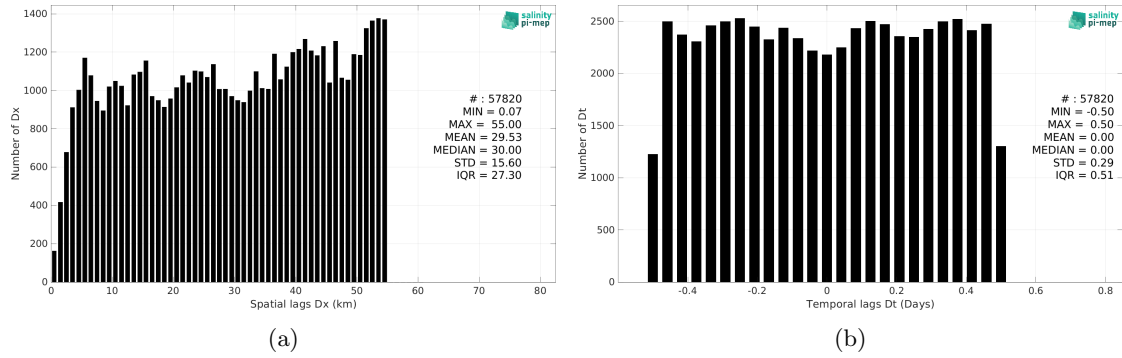 1400
1200
1000
800
600
400
200
0
Number of Dx
0 10 20 30 40 50 60 70 80
Spatial lags Dx (km)
salinity
pi-mep
# : 57820
MIN = 0.07
MAX = 55.00
MEAN = 29.53
MEDIAN = 30.00
STD = 15.60
IQR = 27.30
(a)
2500
2000
1500
1000
500
0
Number of Dt
-0.4 -0.2 0 0.2 0.4 0.6 0.8
Temporal lags Dt (Days)
salinity
pi-mep
# : 57820
MIN = -0.50
MAX = 0.50
MEAN = 0.00
MEDIAN = 0.00
STD = 0.29
IQR = 0.51
(b)